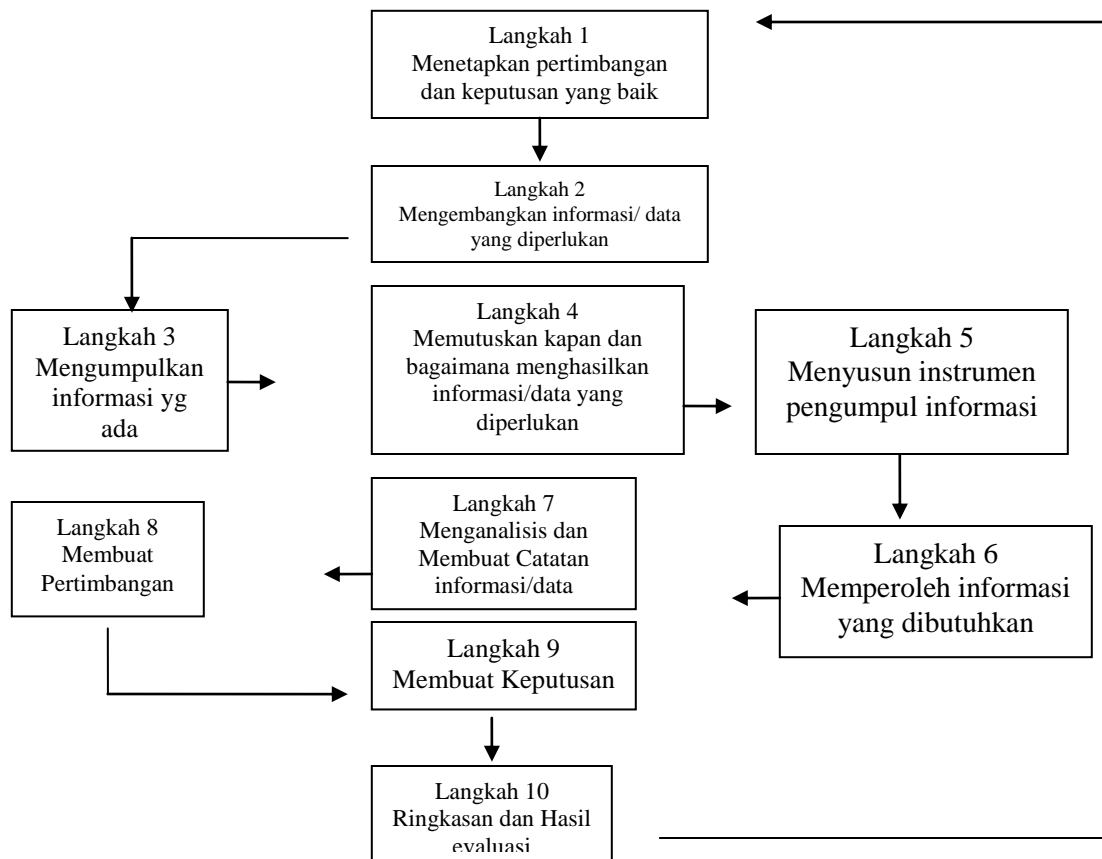 Langkah 1
Menetapkan pertimbangan
dan keputusan yang baik
Langkah 2
Mengembangkan informasi/ data
yang diperlukan
Langkah 3
Mengumpulkan
informasi yg
ada
Langkah 4
Memutuskan kapan dan
bagaimana menghasilkan
informasi/data yang
diperlukan
Langkah 5
Menyusun instrumen
pengumpul informasi
Langkah 6
Memperoleh informasi
yang dibutuhkan
Langkah 7
Menganalisis dan
Membuat Catatan
informasi/data
Langkah 8
Membuat
Pertimbangan
Langkah 9
Membuat Keputusan
Langkah 10
Ringkasan dan Hasil
evaluasi